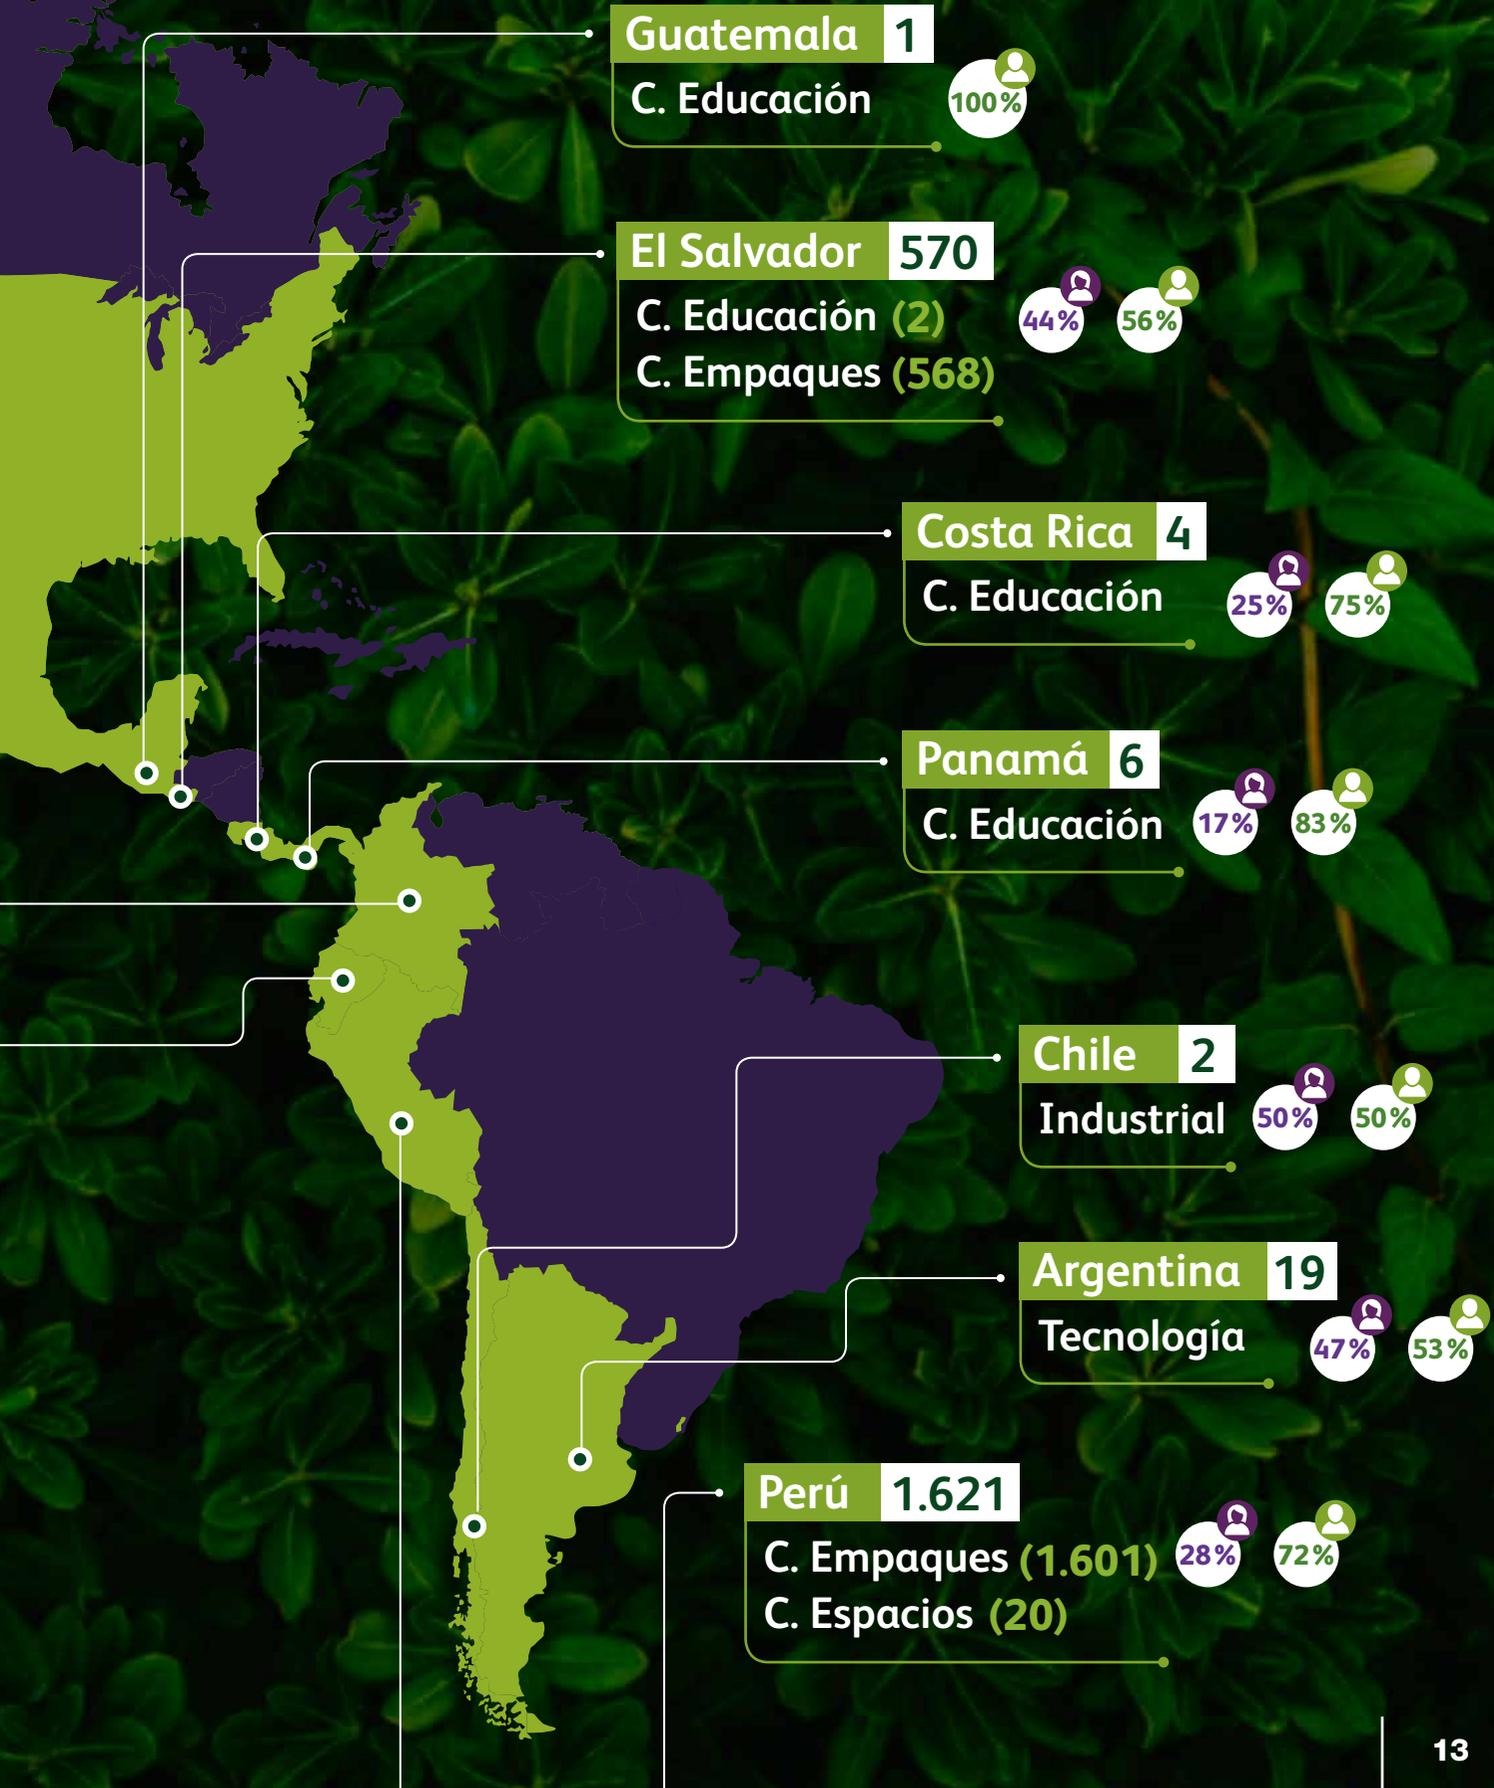 Guatemala 1
C. Educación
100%
El Salvador 570
C. Educación (2)
44% 56%
C. Empaques (568)
Costa Rica 4
C. Educación
25% 75%
Panamá 6
C. Educación
17% 83%
Chile 2
Industrial
50% 50%
Argentina 19
Tecnología
47% 53%
Perú 1.621
C. Empaques (1.601)
28% 72%
C. Espacios (20)
13